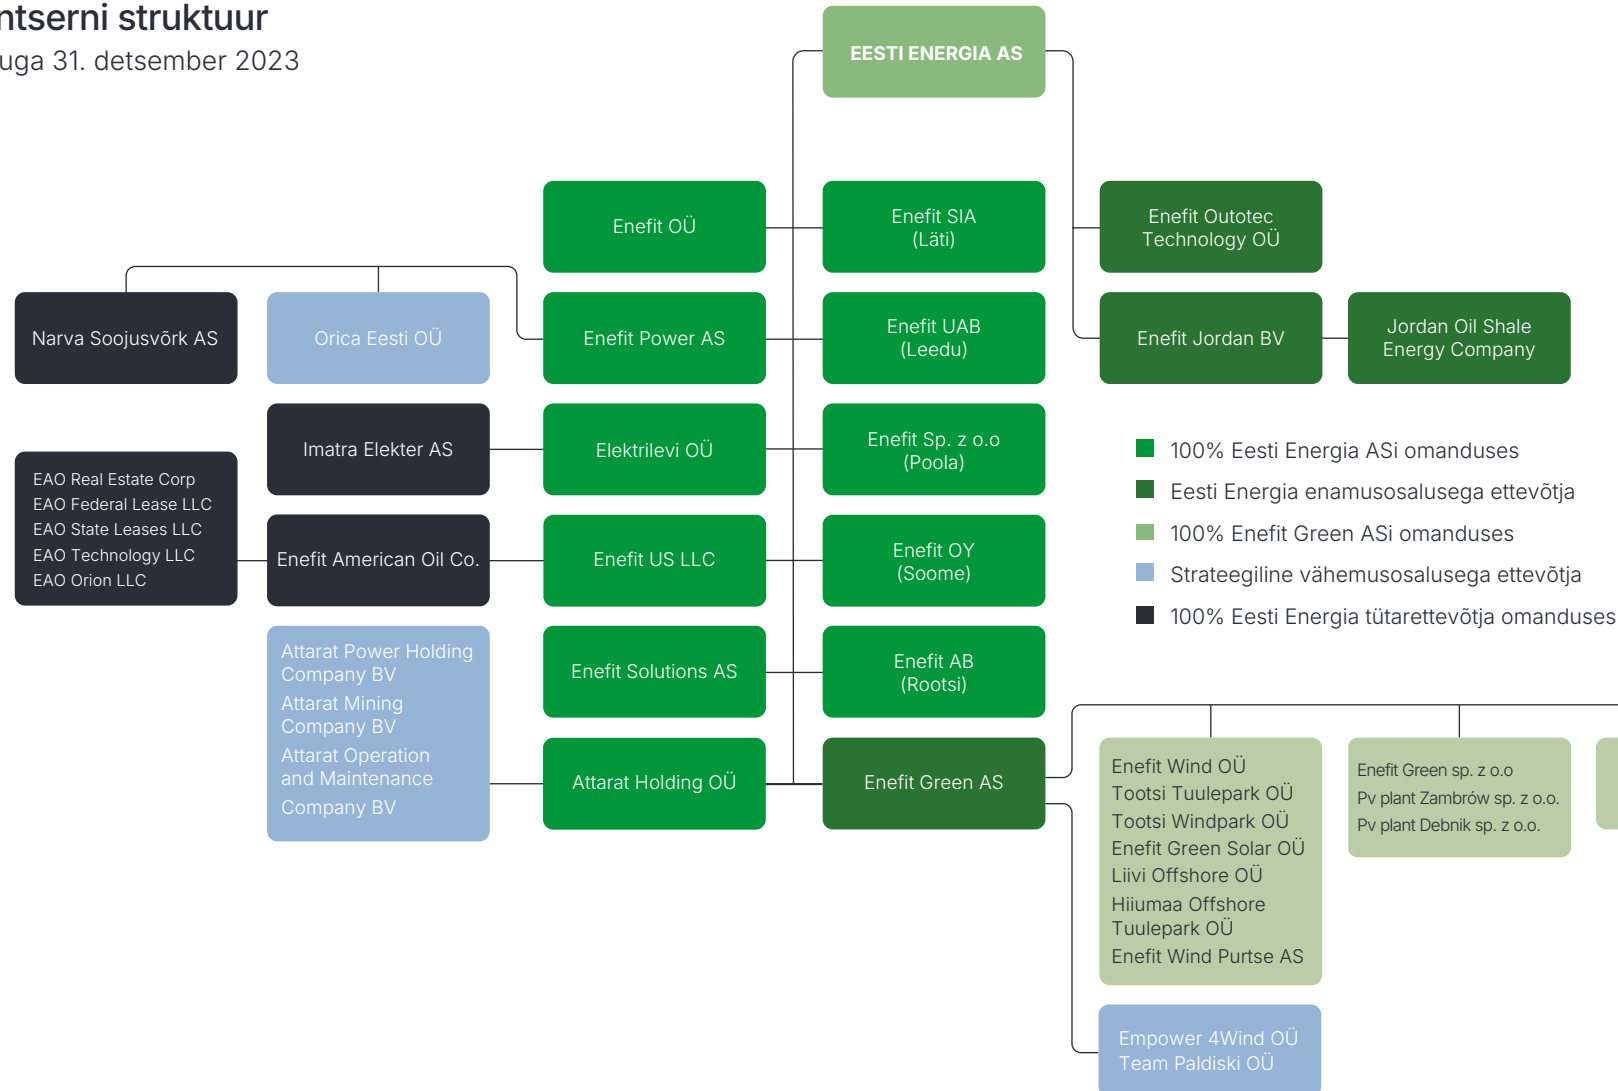 ntserni struktuur
uga 31. detsember 2023
EESTI ENERGIA AS
Enefit OÜ
Enefit SIA
(Läti)
Enefit Outotec
Technology OÜ
Narva Soojusvõrk AS
Orica Eesti OÜ
Enefit Power AS
Enefit UAB
(Leedu)
Enefit Jordan BV
Jordan Oil Shale
Energy Company
Imatra Elekter AS
Elektrilevi OÜ
Enefit Sp. z o.o
(Poola)
100% Eesti Energia ASi omanduses
Eesti Energia enamusosalusega ettevõtja
100% Enefit Green ASi omanduses
Strateegiline vähemusosalusega ettevõtja
100% Eesti Energia tütarettevõtja omanduses
EAO Real Estate Corp
EAO Federal Lease LLC
EAO State Leases LLC
EAO Technology LLC
EAO Orion LLC
Enefit American Oil Co.
Enefit US LLC
Enefit OY
(Soome)
Attarat Power Holding
Company BV
Attarat Mining
Company BV
Attarat Operation
and Maintenance
Company BV
Enefit Solutions AS
Enefit AB
(Rootsi)
Attarat Holding OÜ
Enefit Green AS
Enefit Wind OÜ
Tootsi Tuulepark OÜ
Tootsi Windpark OÜ
Enefit Green Solar OÜ
Liivi Offshore OÜ
Hiiumaa Offshore
Tuulepark OÜ
Enefit Wind Purtse AS
Enefit Green sp. z o.o
Pv plant Zambrów sp. z o.o.
Pv plant Debnik sp. z o.o.
Empower 4Wind OÜ
Team Paldiski OÜ